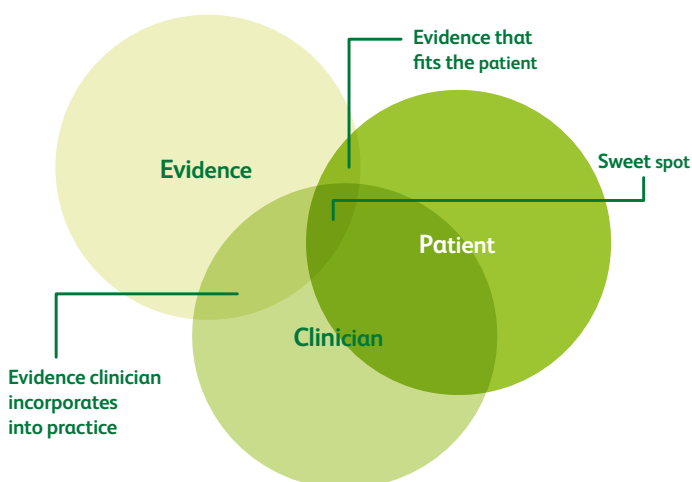 Evidence that
fits the patient
Sweet spot
Evidence
Patient
Clinician
Evidence clinician
incorporates
into practice